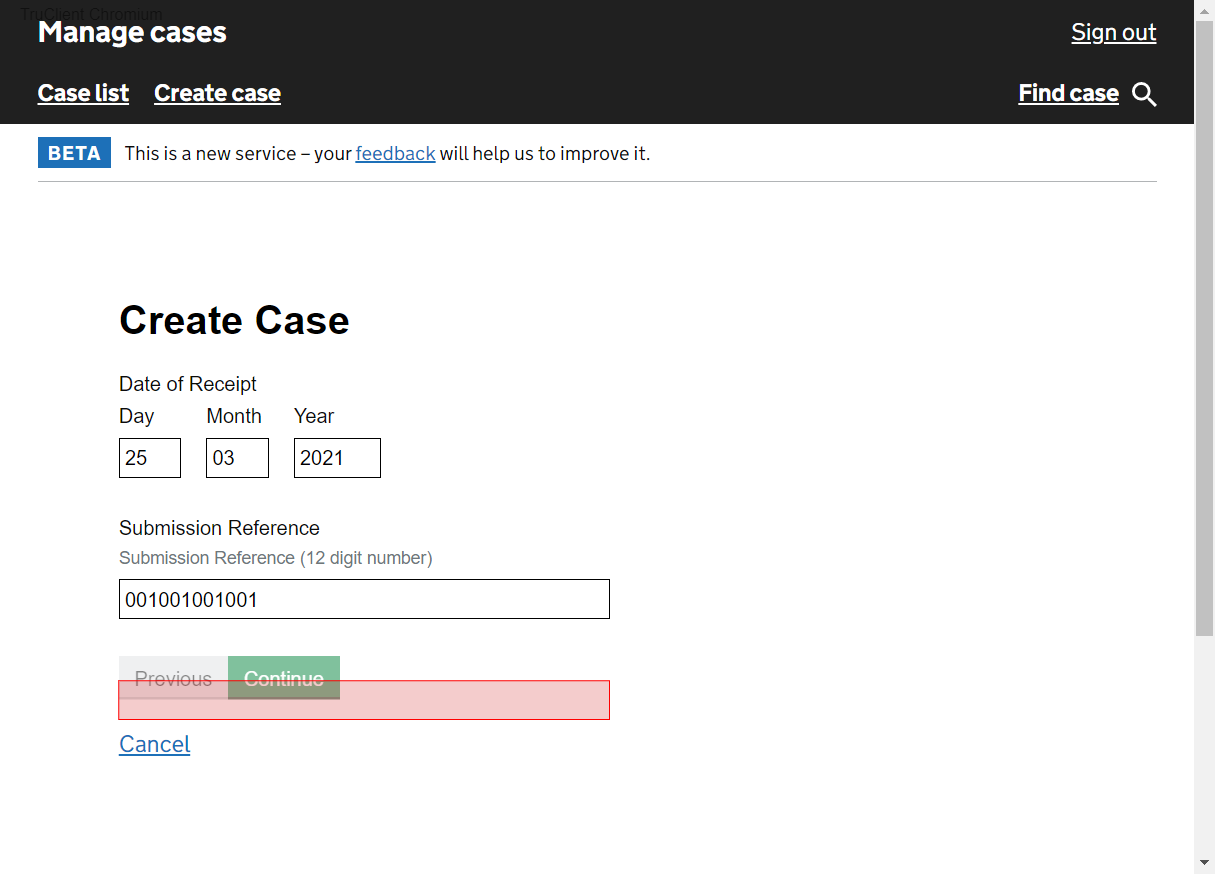 TruClient Chromium
Manage cases
Sign out
Case list Create case
Find case
BETA This is a new service – your feedback will help us to improve it.
Create Case
Date of Receipt
Day Month Year
25 03 2021
Submission Reference
Submission Reference (12 digit number)
001001001001
Previous Continue
Cancel